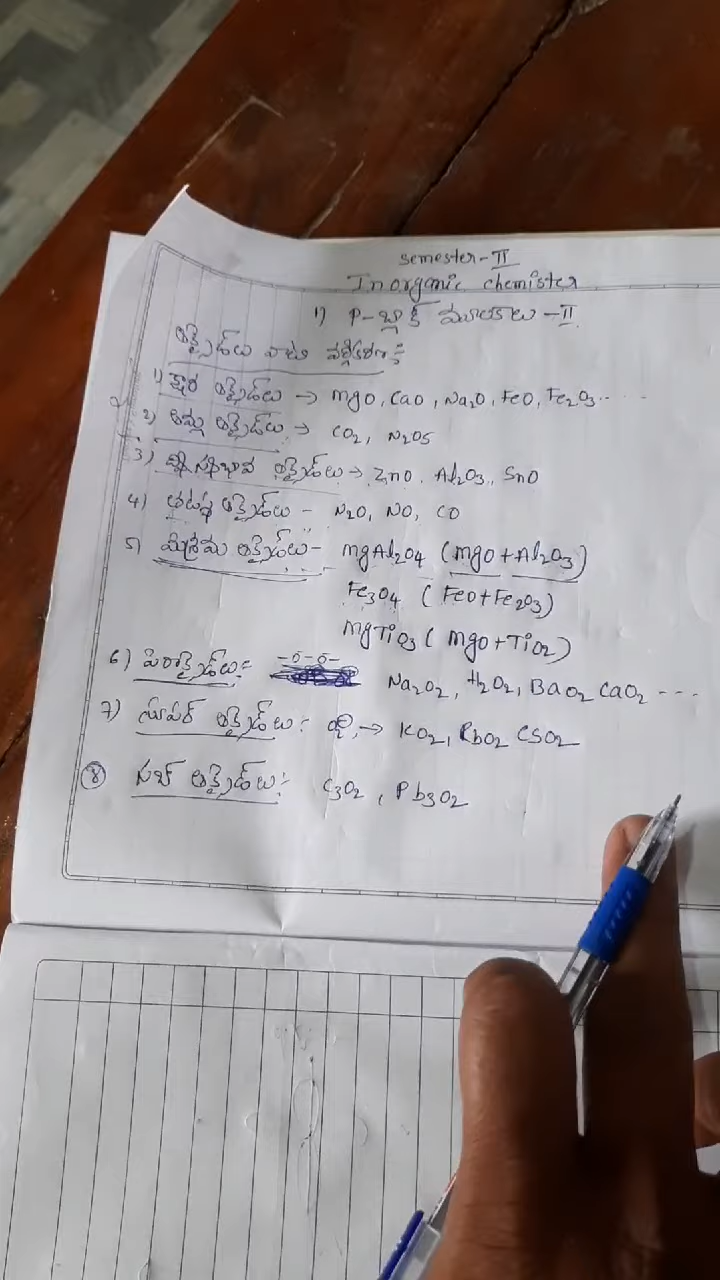 semester-II
Inorganic chemister
1) P-బ్లాక్ మూలకాలు -II
ఆక్సైడ్‌లు వాటి వర్గీకరణ :-
1) క్షార ఆక్సైడ్‌లు → MgO, CaO, Na2O, FeO, Fe2O3.....
2) ఆమ్ల ఆక్సైడ్‌లు → CO2, N2O5
3) ద్విస్వభావ ఆక్సైడ్‌లు → ZnO, Al2O3, SnO
4) తటస్థ ఆక్సైడ్‌లు - N2O, NO, CO
5) మిశ్రమ ఆక్సైడ్‌లు - MgAl2O4 (MgO+Al2O3)
Fe3O4 (FeO+Fe2O3)
MgTiO3 (MgO+TiO2)
6) పెరాక్సైడ్‌లు :- -O-O- Na2O2, H2O2, BaO2 CaO2 ---
7) సూపర్ ఆక్సైడ్‌లు :- O2⊖ → KO2, RbO2 CSO2
8) సబ్ ఆక్సైడ్‌లు :- C3O2, Pb3O2